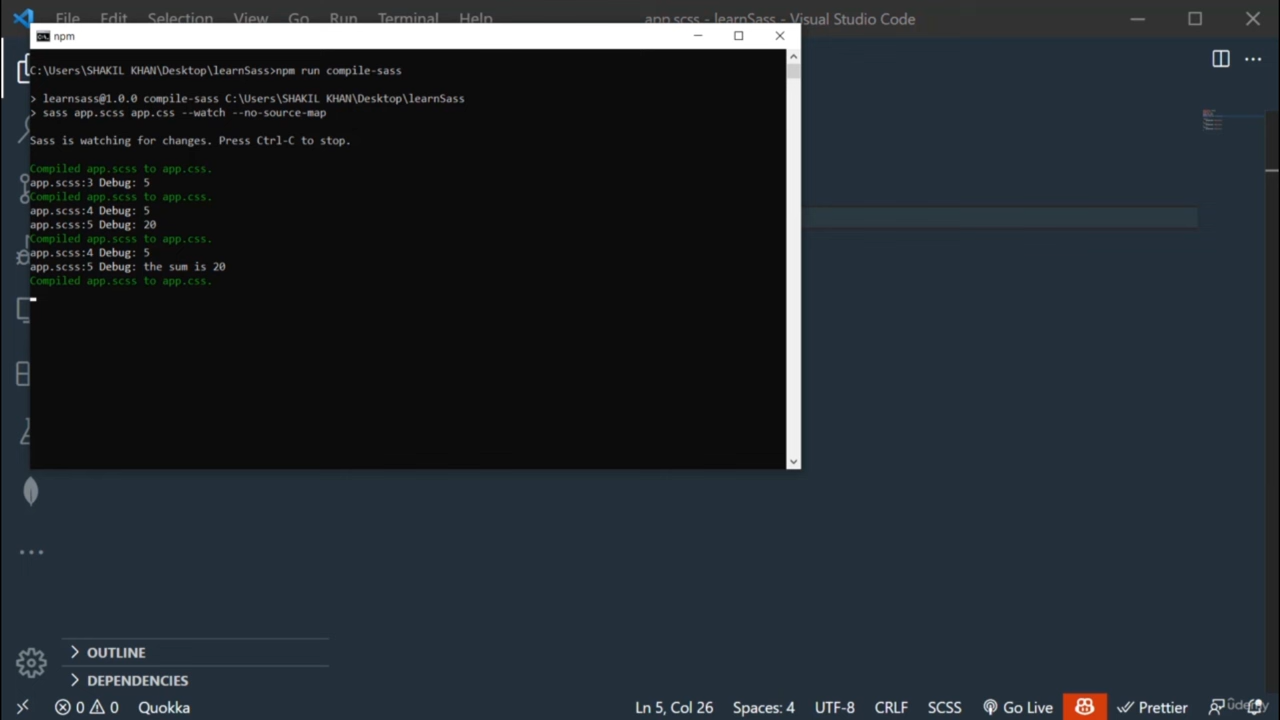 File Edit Selection View Go Run Terminal Help app.scss - learnSass - Visual Studio Code
npm
C:\Users\SHAKIL KHAN\Desktop\learnSass>npm run compile-sass
> learnsass@1.0.0 compile-sass C:\Users\SHAKIL KHAN\Desktop\learnSass
> sass app.scss app.css --watch --no-source-map
Sass is watching for changes. Press Ctrl-C to stop.
Compiled app.scss to app.css.
app.scss:3 Debug: 5
Compiled app.scss to app.css.
app.scss:4 Debug: 5
app.scss:5 Debug: 20
Compiled app.scss to app.css.
app.scss:4 Debug: 5
app.scss:5 Debug: the sum is 20
Compiled app.scss to app.css.
OUTLINE
DEPENDENCIES
0 0 Quokka Ln 5, Col 26 Spaces: 4 UTF-8 CRLF SCSS Go Live Prettier udemy